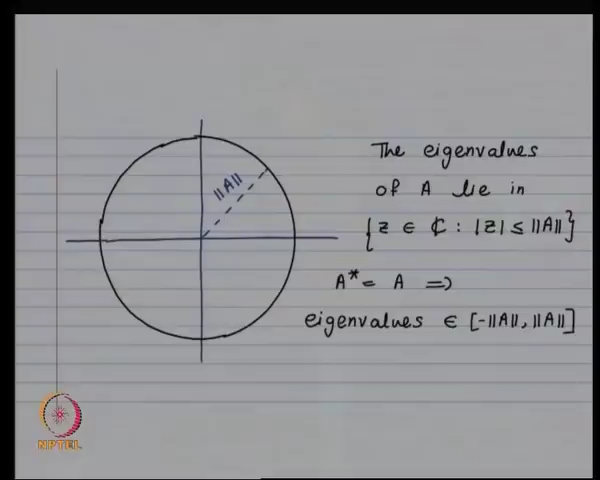 ||A||
The eigenvalues
of A lie in
{z ∈ ℂ : |z| ≤ ||A||}
A* = A ⇒
eigenvalues ∈ [-||A||, ||A||]
NPTEL